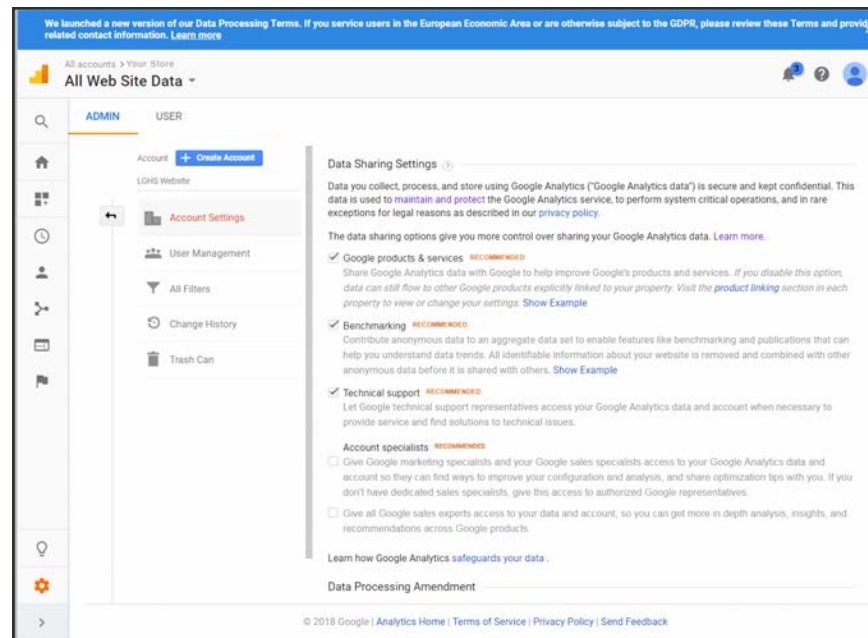 We launched a new version of our Data Processing Terms. If you service users in the European Economic Area or are otherwise subject to the GDPR, please review these Terms and provid
related contact information. Learn more
All accounts > Your Store
All Web Site Data
3
ADMIN
USER
Account
+ Create Account
LGHS Website
Account Settings
User Management
All Filters
Change History
Trash Can
Data Sharing Settings ?
Data you collect, process, and store using Google Analytics ("Google Analytics data") is secure and kept confidential. This
data is used to maintain and protect the Google Analytics service, to perform system critical operations, and in rare
exceptions for legal reasons as described in our privacy policy.
The data sharing options give you more control over sharing your Google Analytics data. Learn more.
Google products & services RECOMMENDED
Share Google Analytics data with Google to help improve Google's products and services. If you disable this option,
data can still flow to other Google products explicitly linked to your property. Visit the product linking section in each
property to view or change your settings. Show Example
Benchmarking RECOMMENDED
Contribute anonymous data to an aggregate data set to enable features like benchmarking and publications that can
help you understand data trends. All identifiable information about your website is removed and combined with other
anonymous data before it is shared with others. Show Example
Technical support RECOMMENDED
Let Google technical support representatives access your Google Analytics data and account when necessary to
provide service and find solutions to technical issues.
Account specialists RECOMMENDED
Give Google marketing specialists and your Google sales specialists access to your Google Analytics data and
account so they can find ways to improve your configuration and analysis, and share optimization tips with you. If you
don't have dedicated sales specialists, give this access to authorized Google representatives.
Give all Google sales experts access to your data and account, so you can get more in depth analysis, insights, and
recommendations across Google products.
Learn how Google Analytics safeguards your data .
Data Processing Amendment
© 2018 Google | Analytics Home | Terms of Service | Privacy Policy | Send Feedback